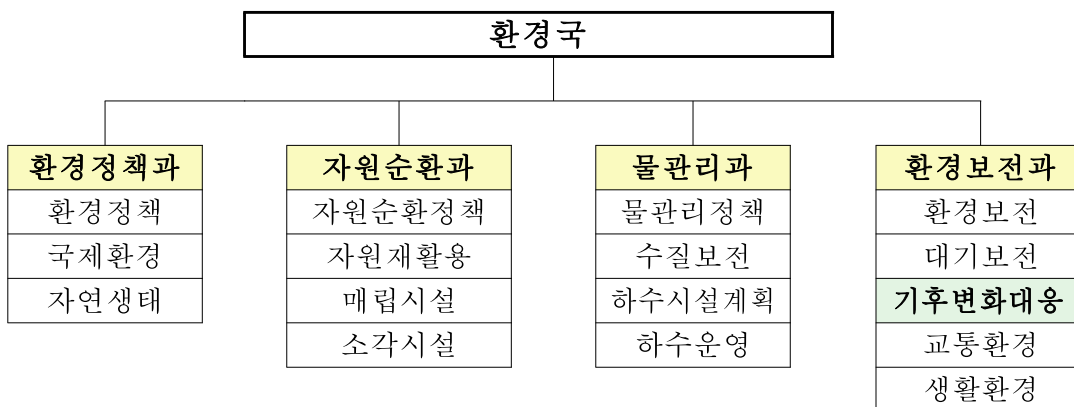 환경국
환경정책과
환경정책
국제환경
자연생태
자원순환과
자원순환정책
자원재활용
매립시설
소각시설
물관리과
물관리정책
수질보전
하수시설계획
하수운영
환경보전과
환경보전
대기보전
기후변화대응
교통환경
생활환경